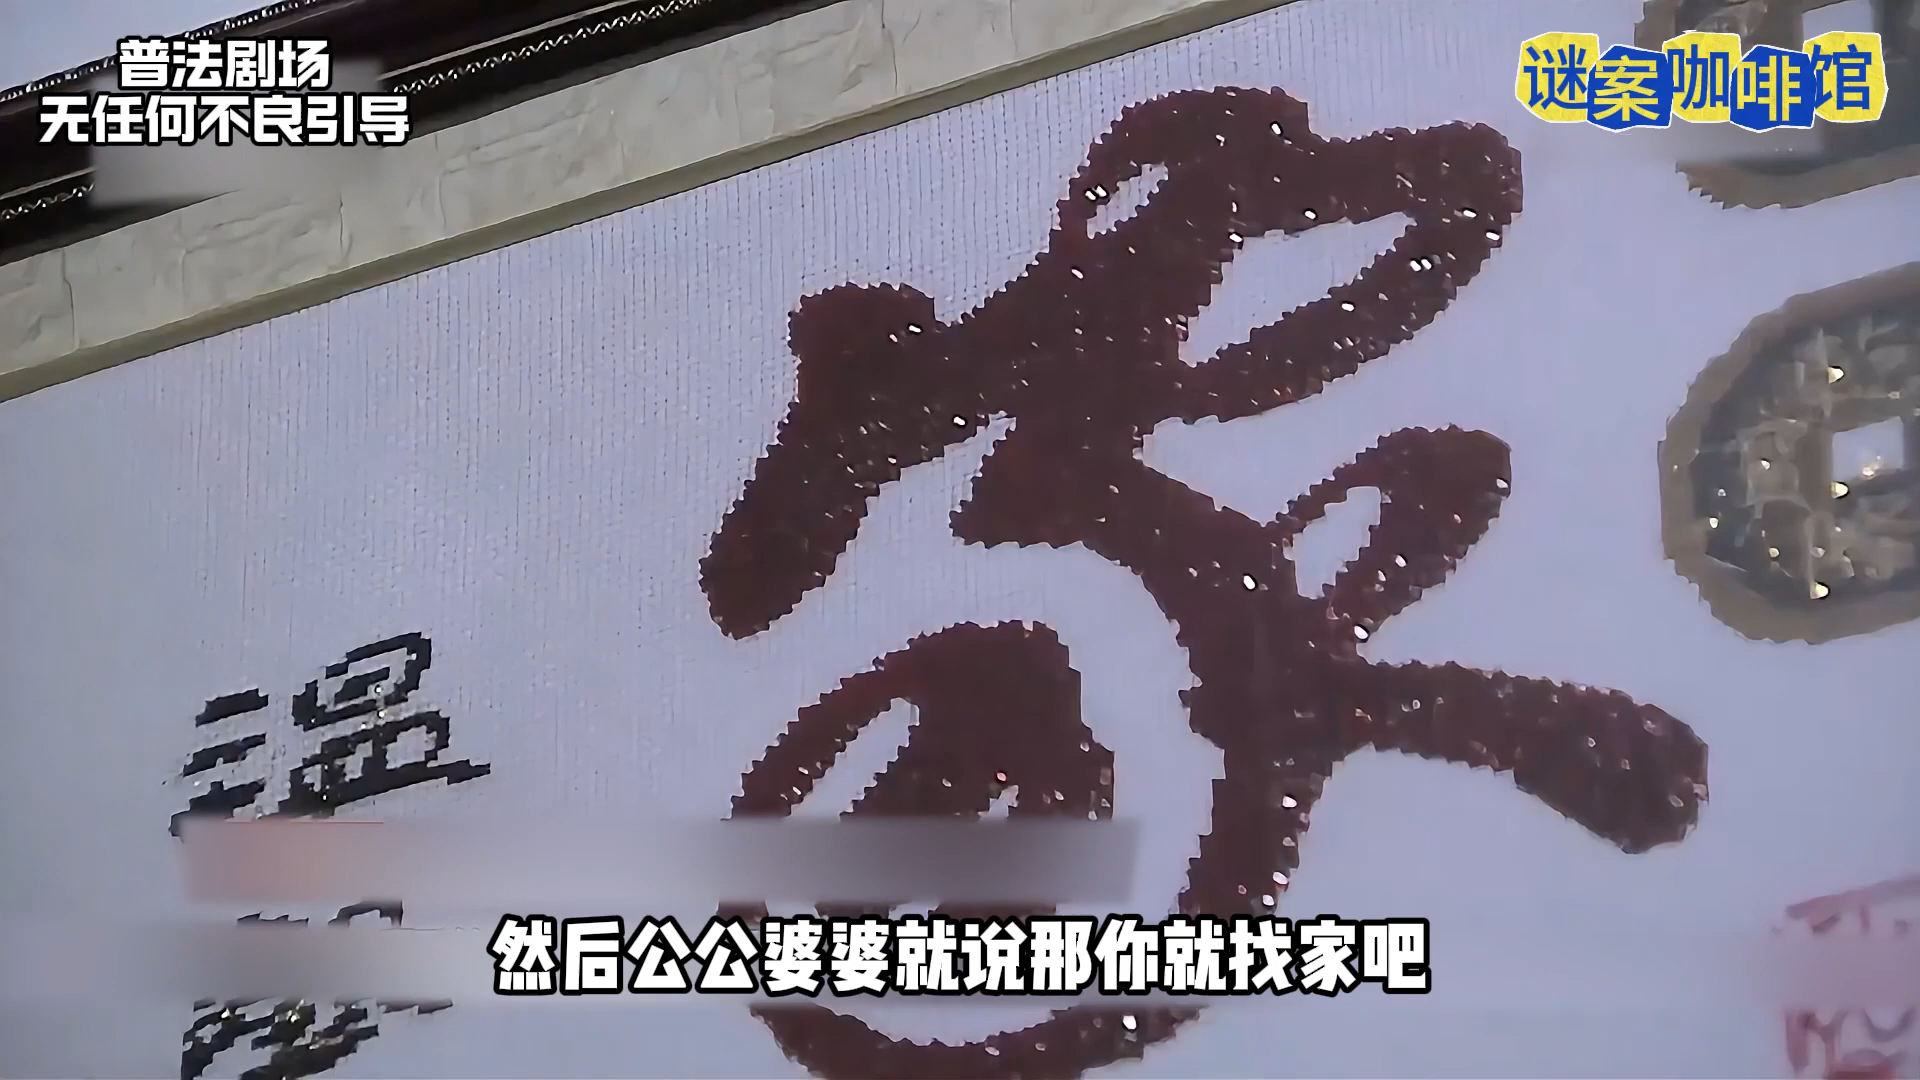 普法剧场
无任何不良引导
谜案咖啡馆
家
温
然后公公婆婆就说那你就找家吧